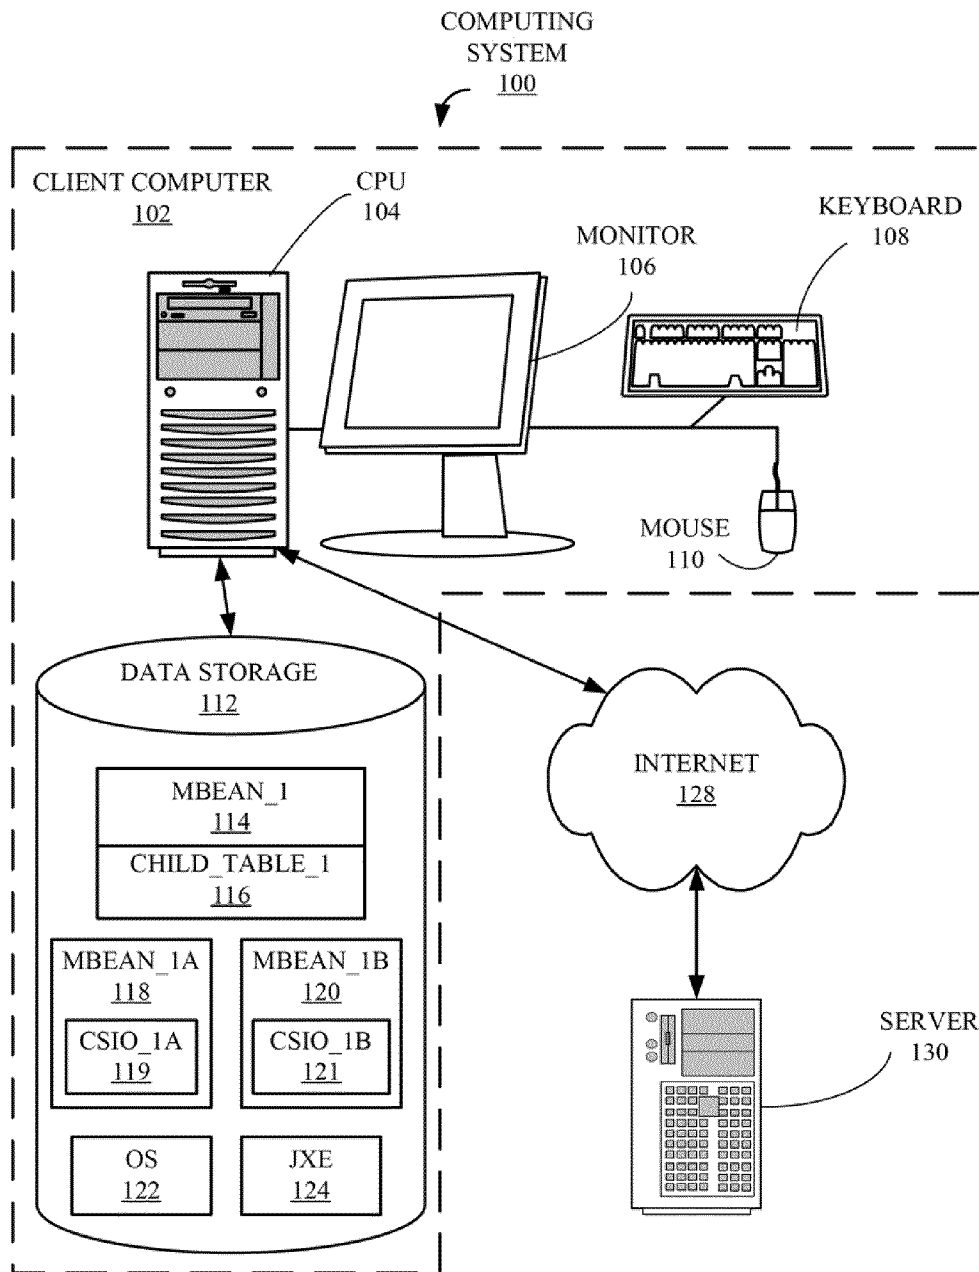 COMPUTING
SYSTEM
100
CLIENT COMPUTER
102
CPU
104
MONITOR
106
KEYBOARD
108
MOUSE
110
DATA STORAGE
112
MBEAN_1
114
CHILD_TABLE_1
116
MBEAN_1A
118
CSIO_1A
119
MBEAN_1B
120
CSIO_1B
121
OS
122
JXE
124
INTERNET
128
SERVER
130